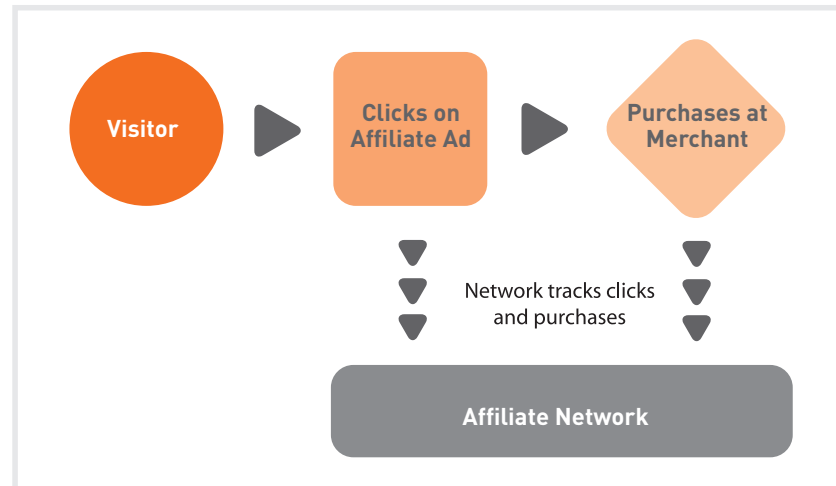 Visitor
Clicks on
Affiliate Ad
Purchases at
Merchant
Network tracks clicks
and purchases
Affiliate Network